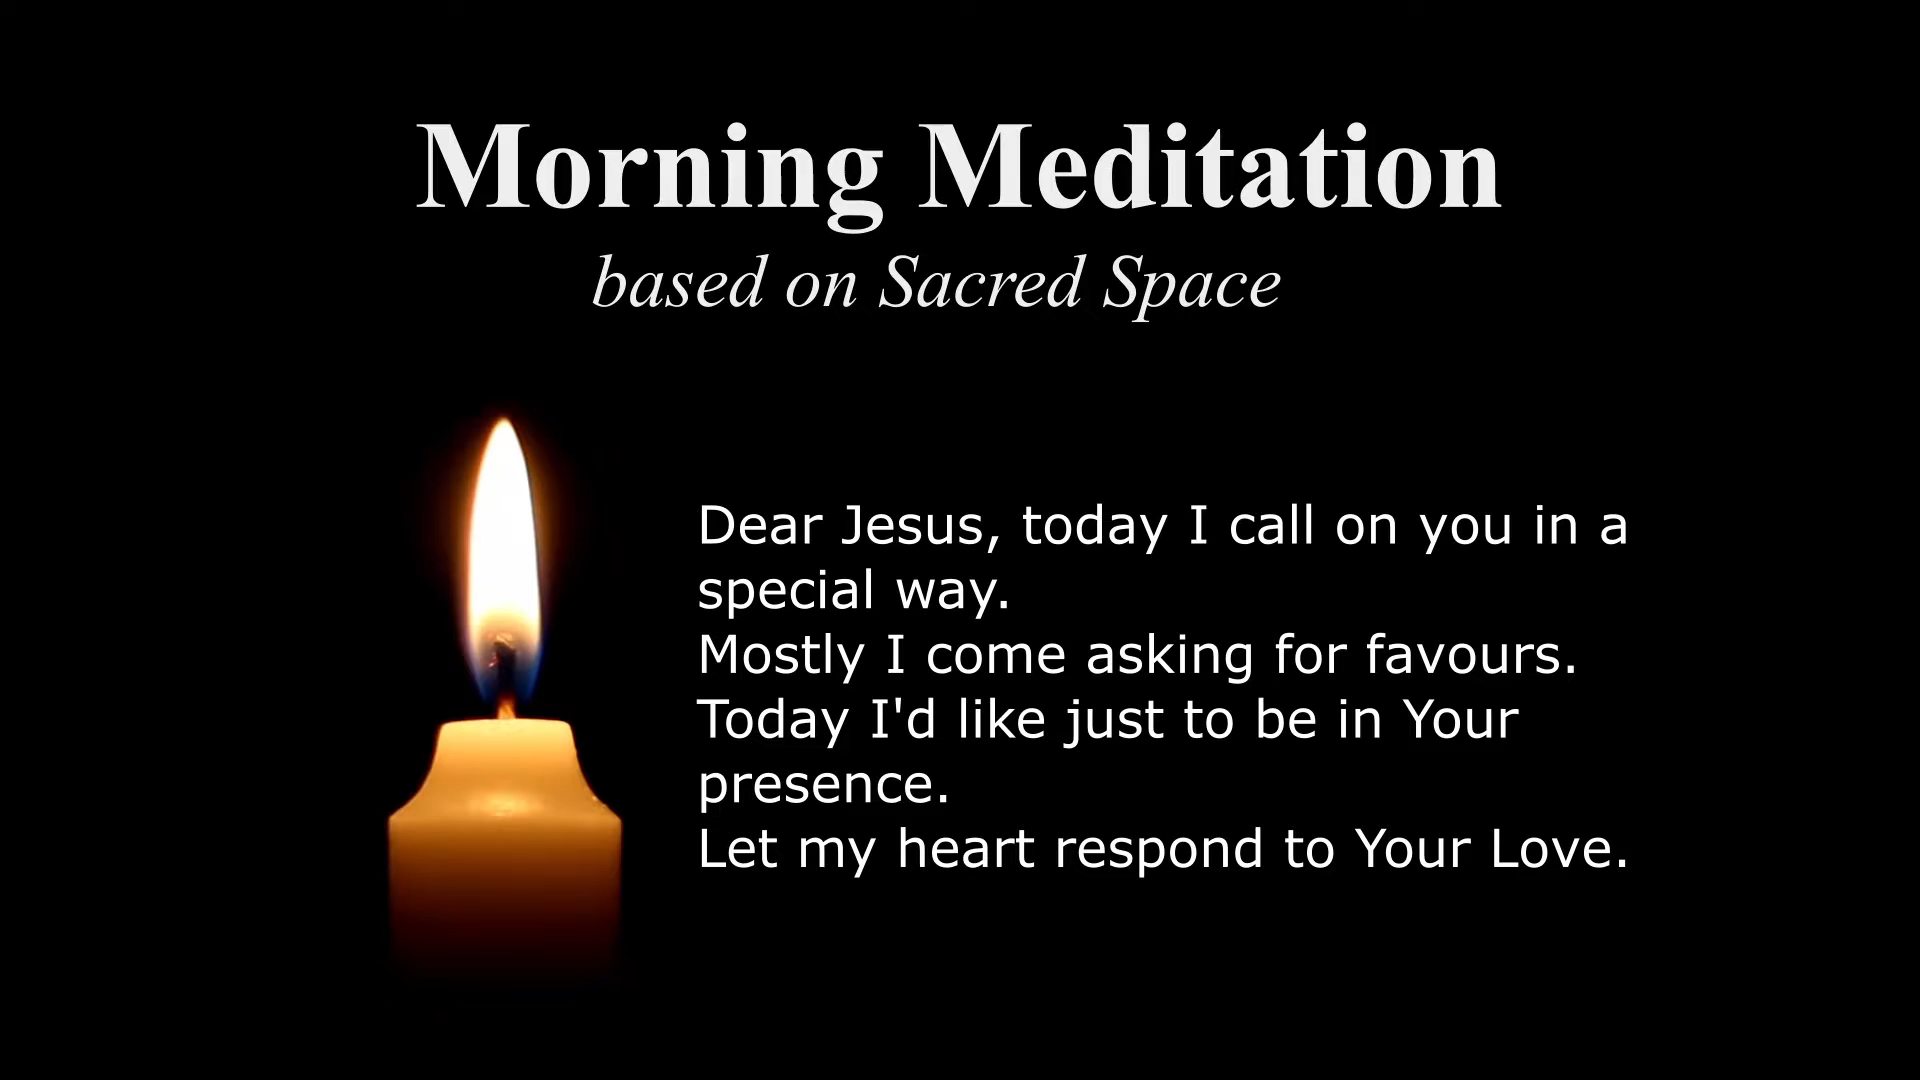 Morning Meditation
based on Sacred Space
Dear Jesus, today I call on you in a
special way.
Mostly I come asking for favours.
Today I'd like just to be in Your
presence.
Let my heart respond to Your Love.